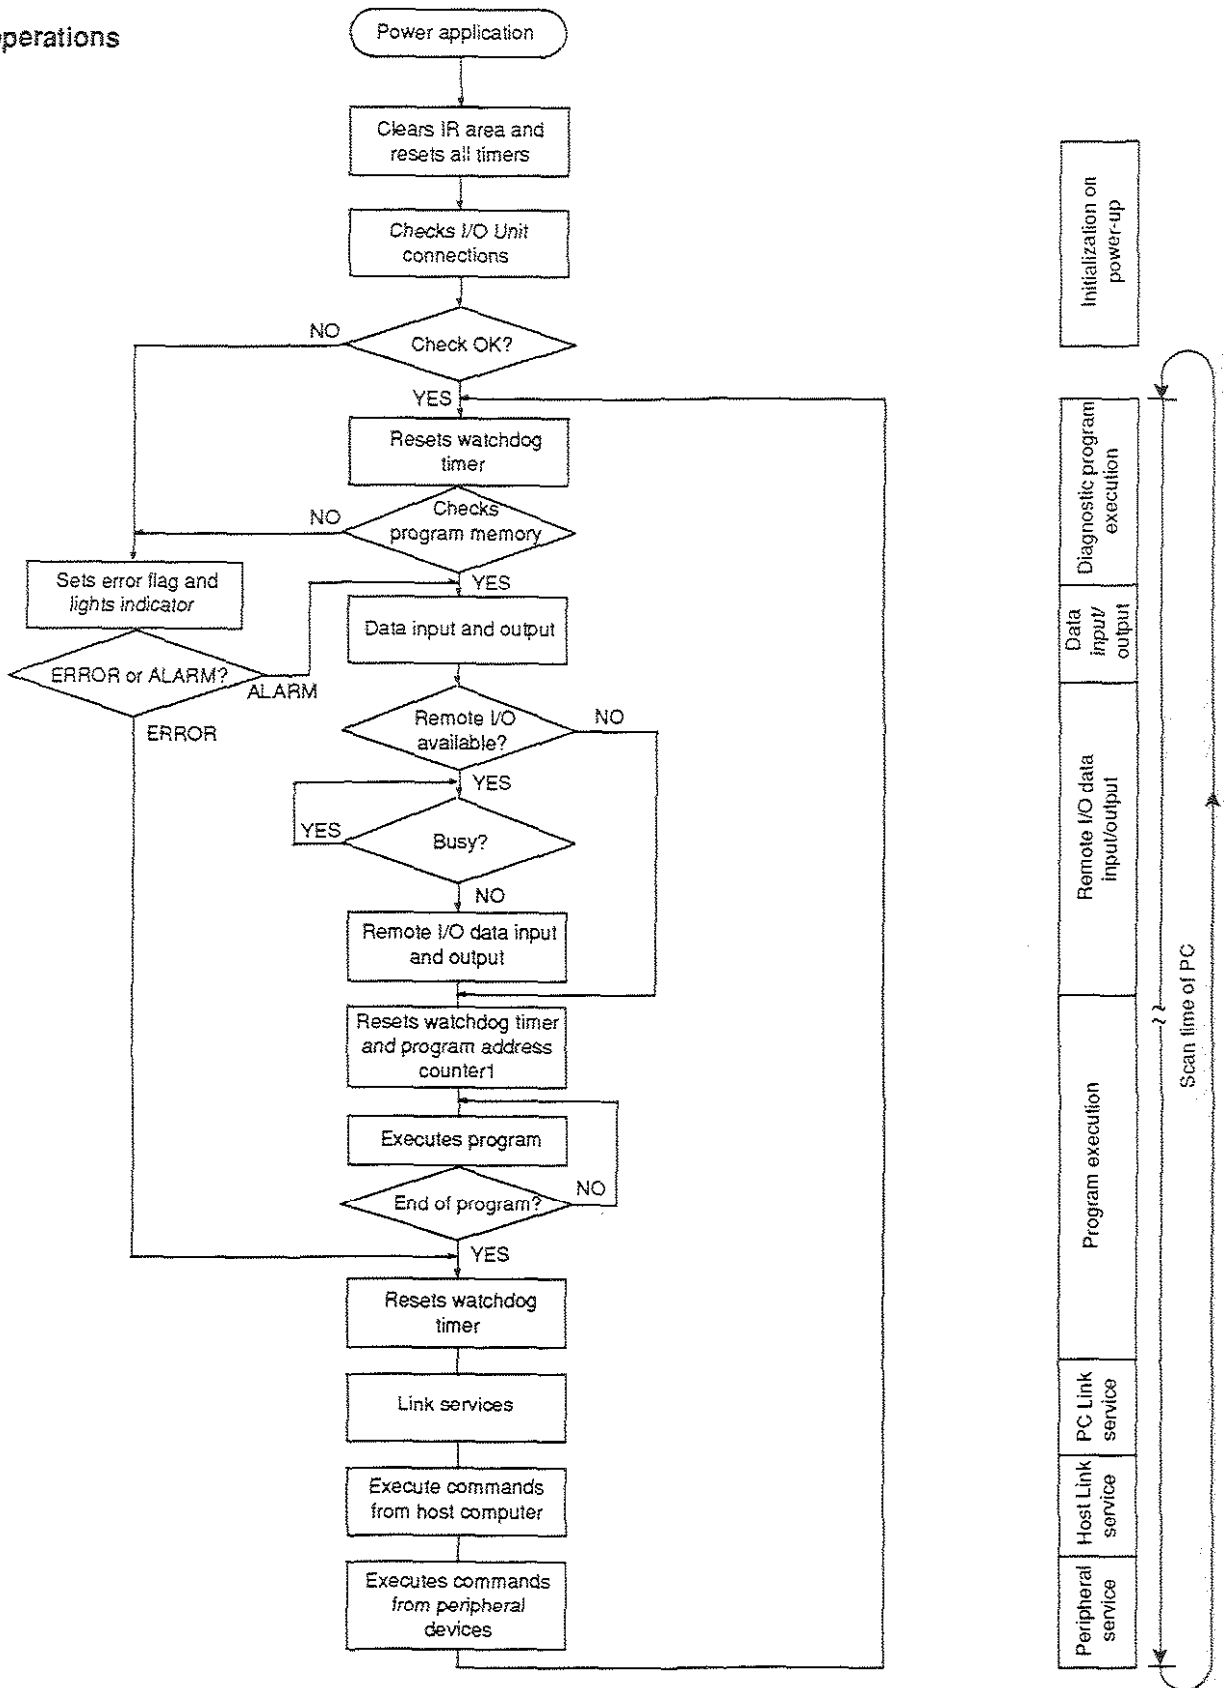 perations
Power application
Clears IR area and
resets all timers
Checks I/O Unit
connections
NO
Check OK?
YES
Resets watchdog
timer
NO
Checks
program memory
YES
Sets error flag and
lights indicator
Data input and output
ERROR or ALARM?
ALARM
ERROR
Remote I/O
available?
NO
YES
YES
Busy?
NO
Remote I/O data input
and output
Resets watchdog timer
and program address
counter1
Executes program
End of program?
NO
YES
Resets watchdog
timer
Link services
Execute commands
from host computer
Executes commands
from peripheral
devices
Initialization on
power-up
Diagnostic program
execution
Data
input/
output
Remote I/O data
input/output
Program execution
PC Link
service
Host Link
service
Peripheral
service
Scan time of PC